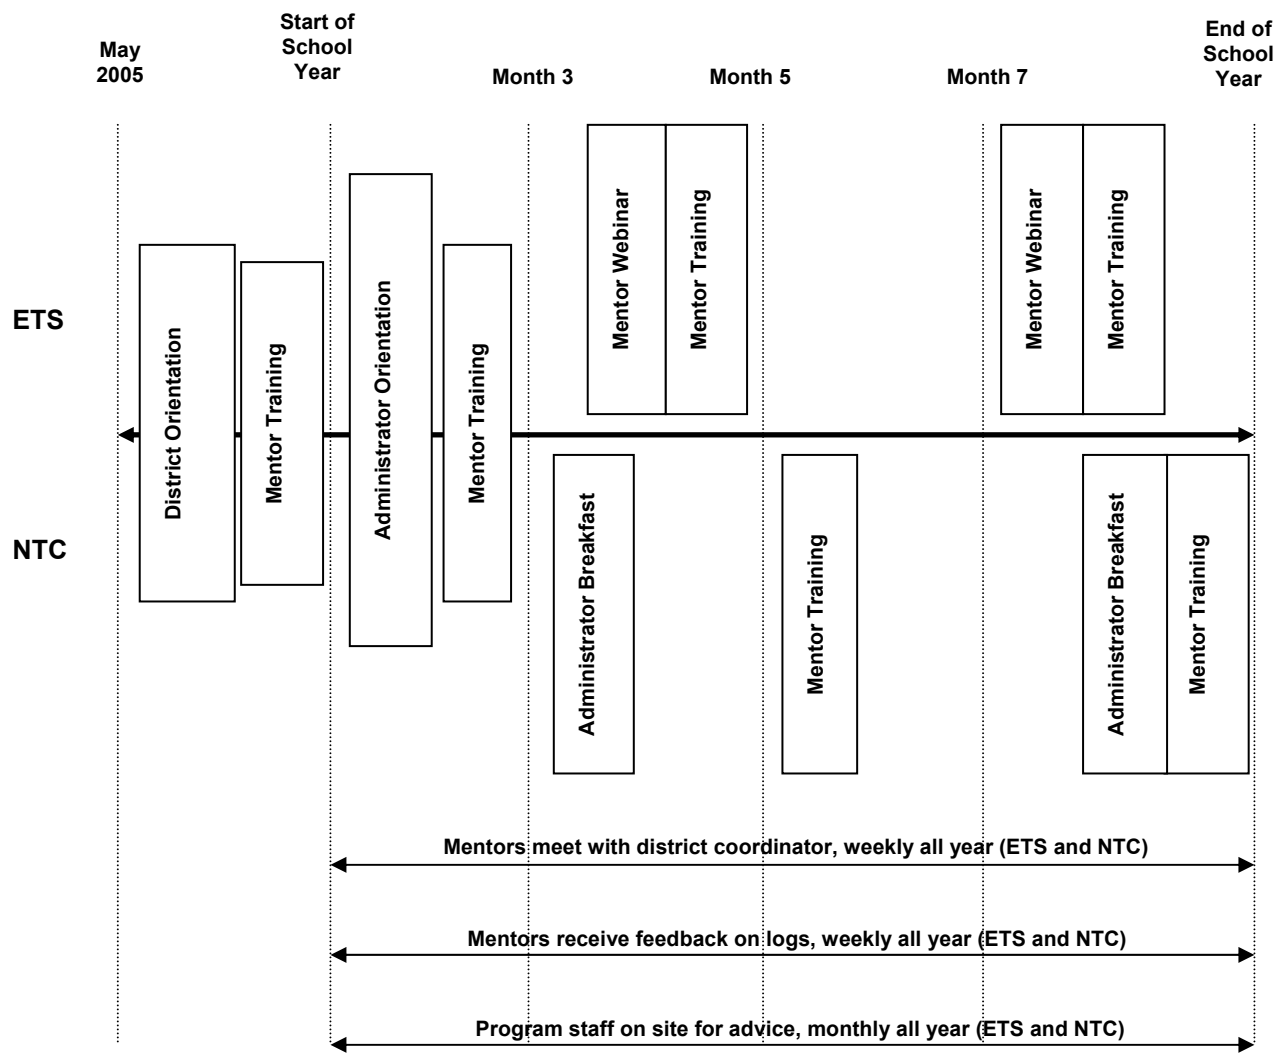 May
2005
Start of
School
Year
Month 3
Month 5
Month 7
End of
School
Year
ETS
NTC
District Orientation
Mentor Training
Administrator Orientation
Mentor Training
Mentor Webinar
Mentor Training
Mentor Webinar
Mentor Training
Administrator Breakfast
Mentor Training
Administrator Breakfast
Mentor Training
Mentors meet with district coordinator, weekly all year (ETS and NTC)
Mentors receive feedback on logs, weekly all year (ETS and NTC)
Program staff on site for advice, monthly all year (ETS and NTC)